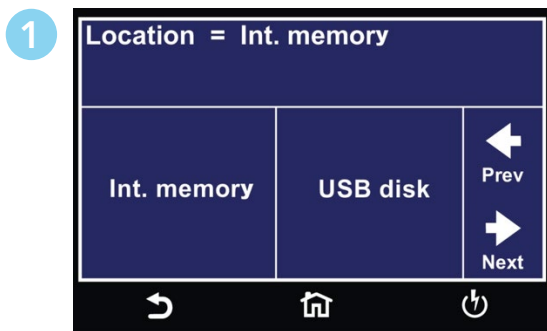 1
Location = Int. memory
Int. memory
USB disk
Prev
Next